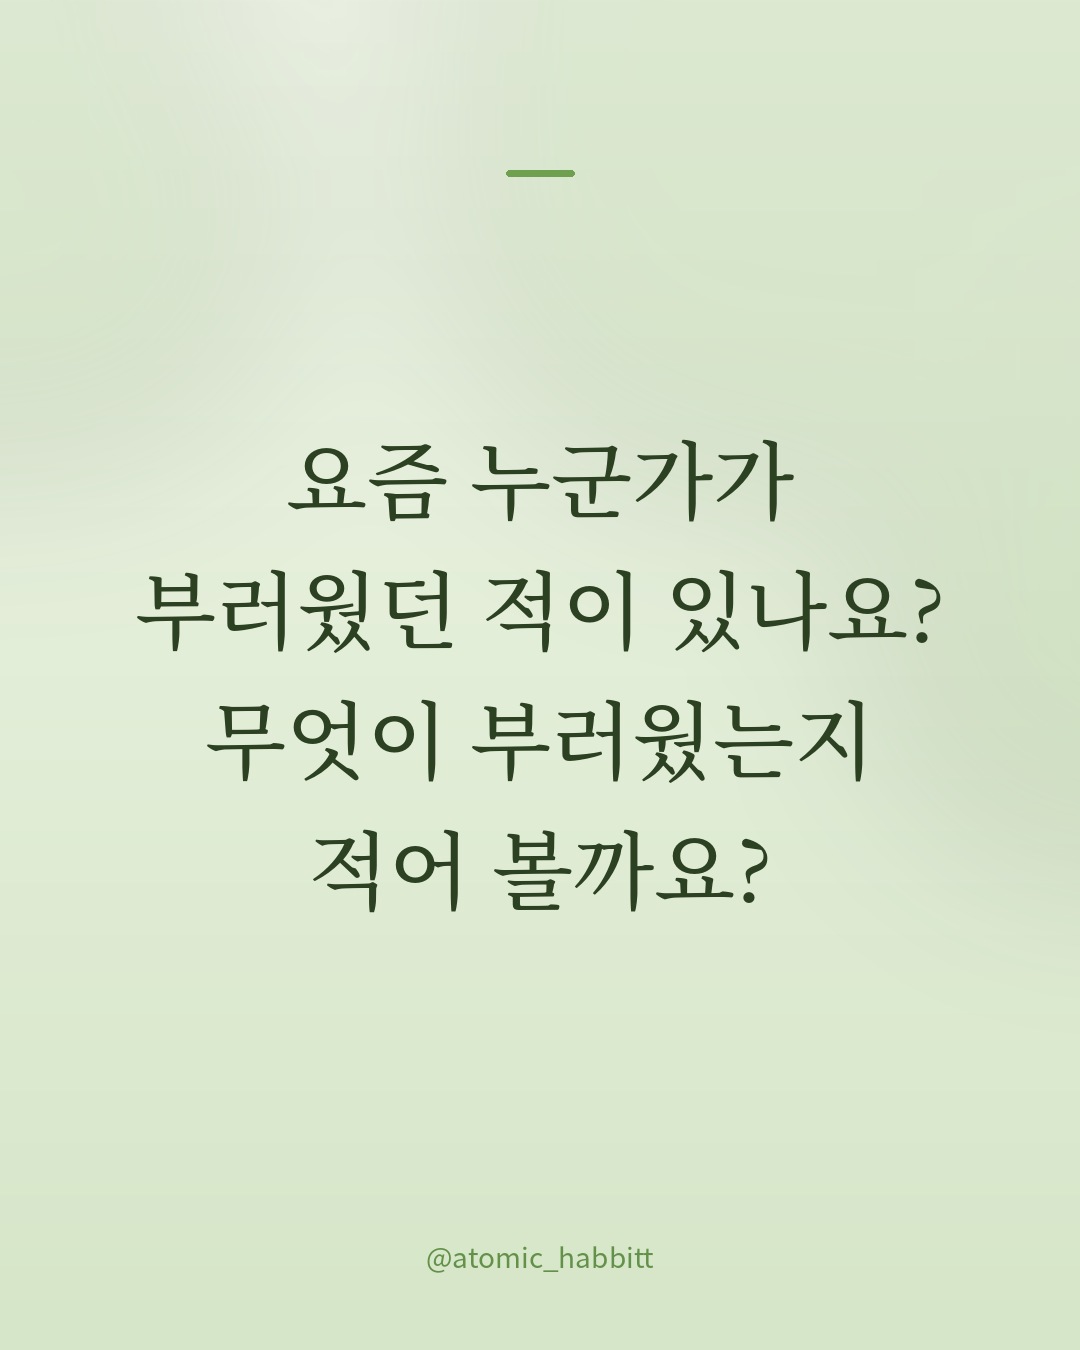 요즘 누군가가
부러웠던 적이 있나요?
무엇이 부러웠는지
적어 볼까요?
@atomic_habbitt